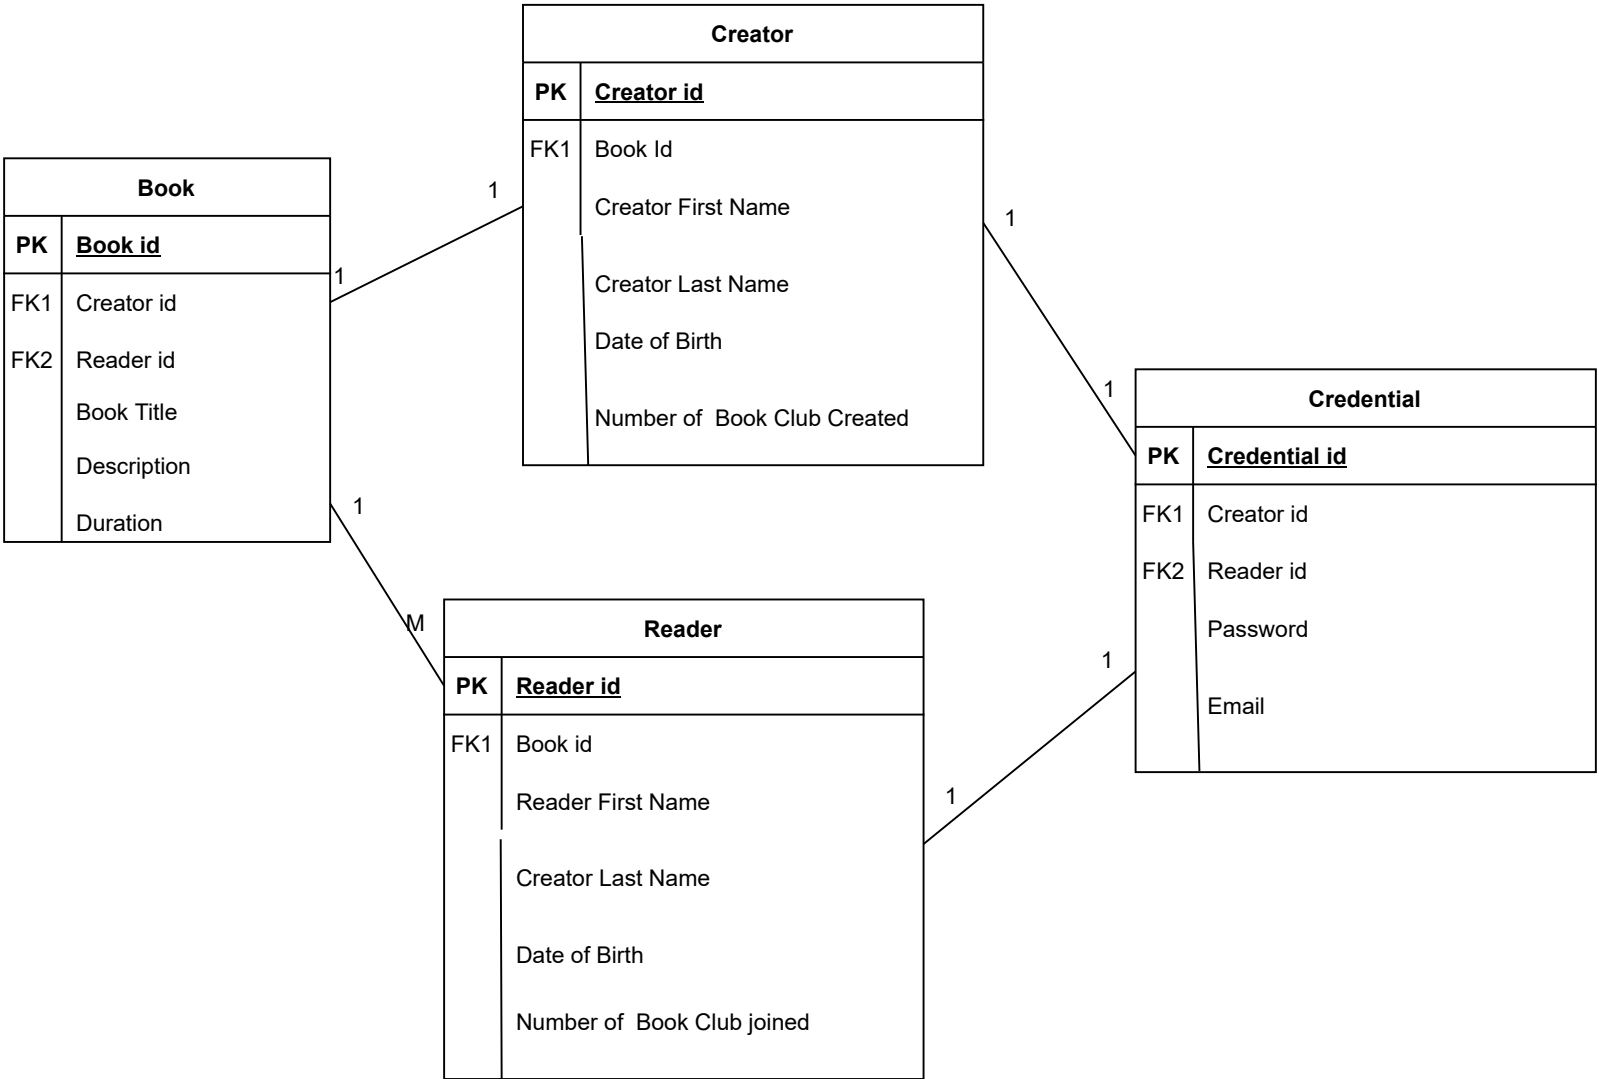 Creator
PK Creator id
FK1 Book Id
Creator First Name
Creator Last Name
Date of Birth
Number of  Book Club Created
Book
PK Book id
FK1 Creator id
FK2 Reader id
Book Title
Description
Duration
1
1
1
1
Credential
PK Credential id
FK1 Creator id
FK2 Reader id
Password
Email
1
M
Reader
PK Reader id
FK1 Book id
Reader First Name
Creator Last Name
Date of Birth
Number of  Book Club joined
1
1